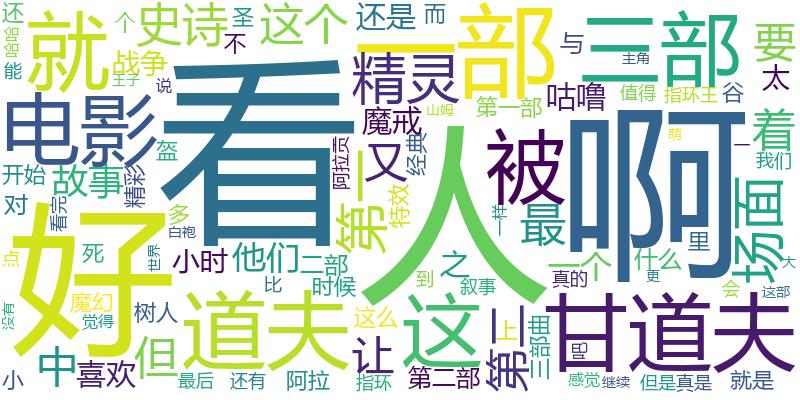 还
个
史诗
这个
还是
而
一部
三部
要
啥哈
能
就
战争
圣
不
精灵
与
主角
太
王子
说
看
第一部
值得
指环王
谷
电影
魔戒
山姆
咕噜
萌
着
开始
故事
盔
精彩
阿拉贡
又
经典
人
被
啊
一
我们
对
看完
多
白袍
第一
特效
一样
最
里
场面
好
死
小时
他们
二部
之
一个
什么
大
点
世界
比
时候
到
叙事
真的
更
会
这部
没有
魔幻
觉得
树人
道夫
这么
这
上
第二
三部曲
吧
甘道夫
小
中
喜欢
但
最后
还有
阿拉
指环
让
第二部
感觉
继续
但是
真是
就是